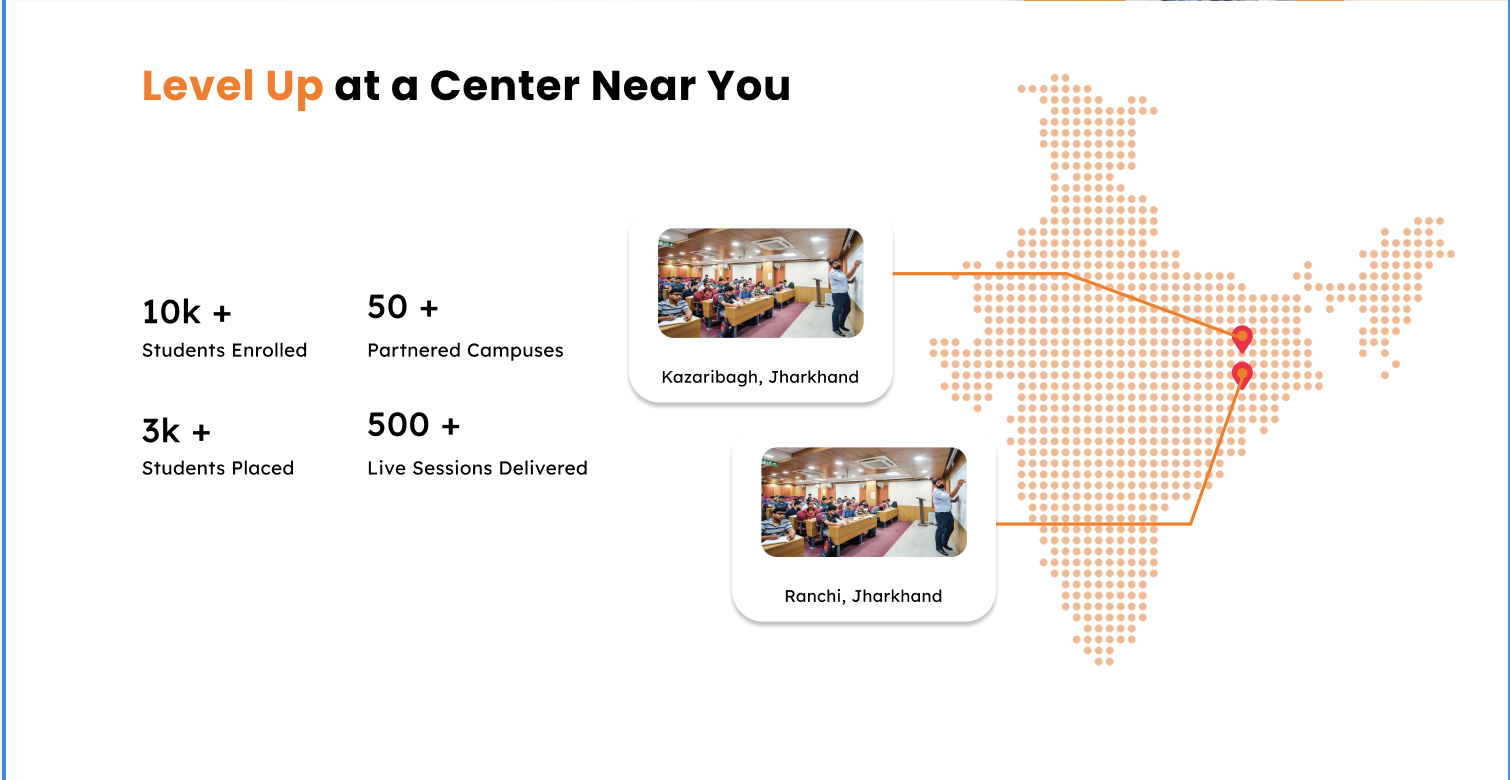 Level Up at a Center Near You
10k +
Students Enrolled
50 +
Partnered Campuses
3k +
Students Placed
500 +
Live Sessions Delivered
Kazaribagh, Jharkhand
Ranchi, Jharkhand